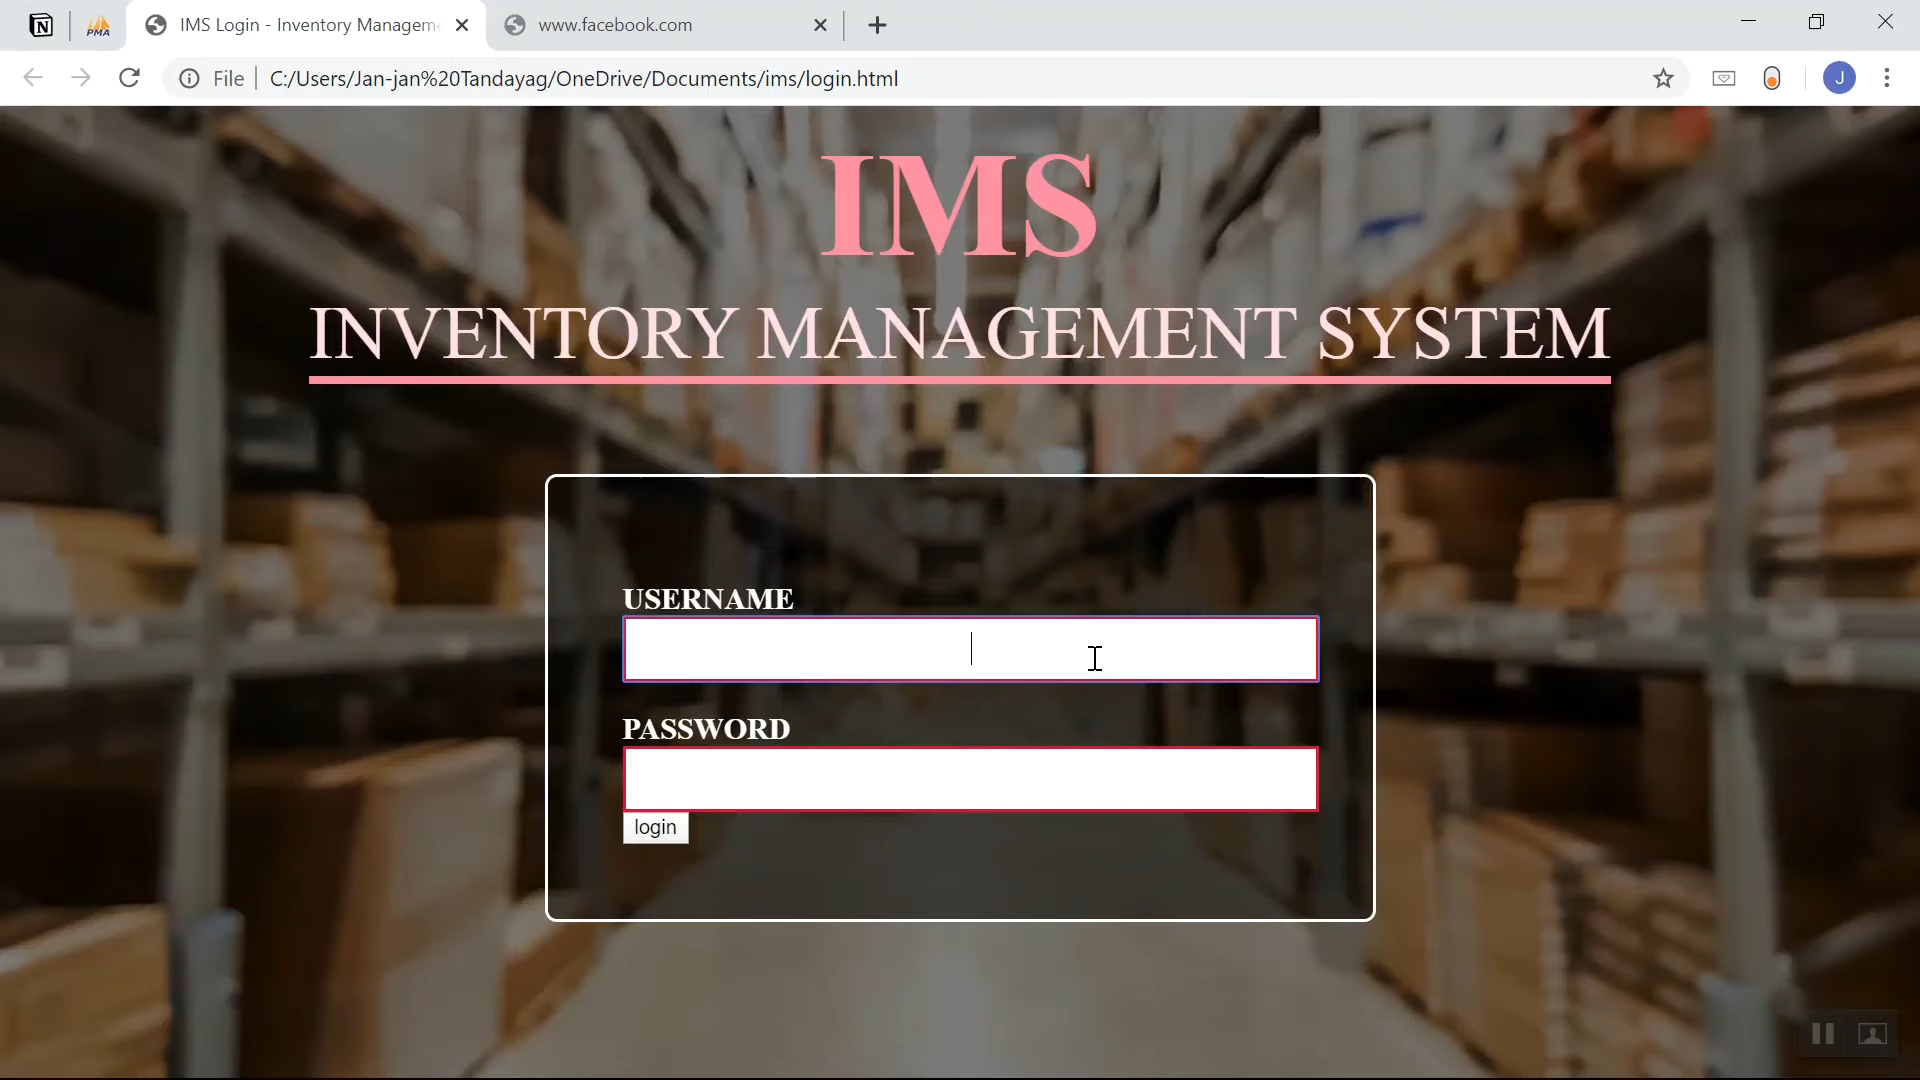 N
PMA
IMS Login - Inventory Managem
www.facebook.com
File
C:/Users/Jan-jan%20Tandayag/OneDrive/Documents/ims/login.html
J
IMS
INVENTORY MANAGEMENT SYSTEM
USERNAME
PASSWORD
login